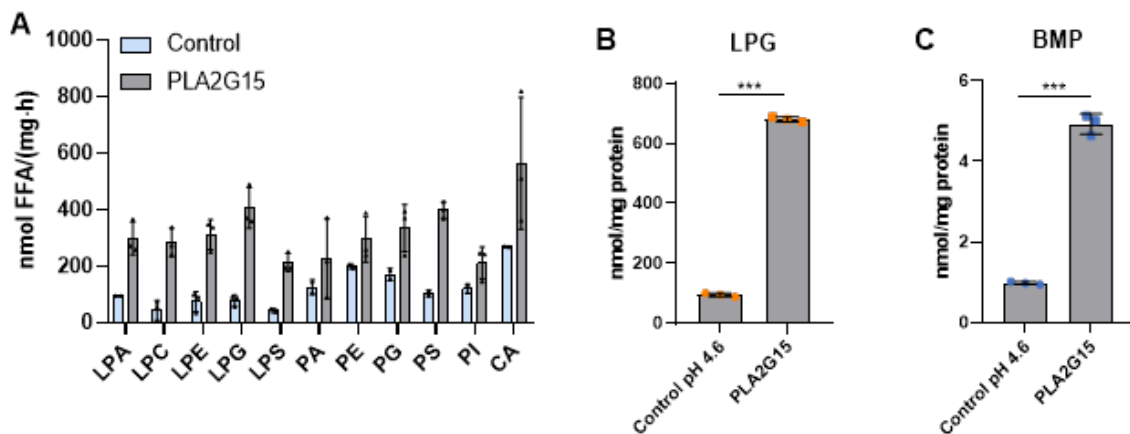 A
nmol FFA/(mg·h)
1000
800
600
400
200
0
Control
PLA2G15
LPA
LPC
LPE
LPG
LPS
PA
PE
PG
PS
PI
CA
B
LPG
nmol/mg protein
800
600
400
200
0
***
Control pH 4.6
PLA2G15
C
BMP
nmol/mg protein
6
4
2
0
***
Control pH 4.6
PLA2G15